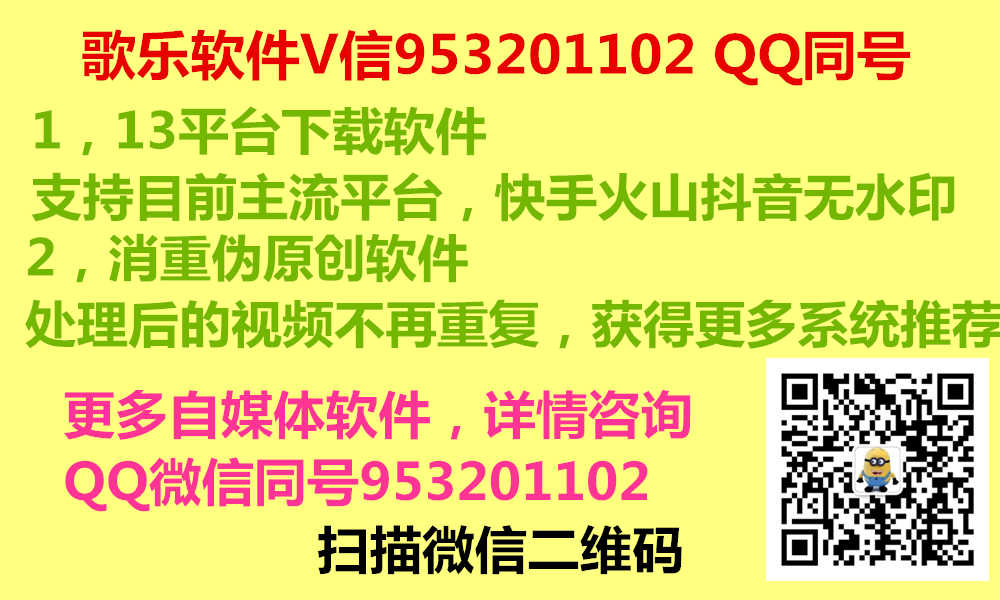 歌乐软件V信953201102 QQ同号
1，13平台下载软件
支持目前主流平台，快手火山抖音无水印
2，消重伪原创软件
处理后的视频不再重复，获得更多系统推荐
更多自媒体软件，详情咨询
QQ微信同号953201102
扫描微信二维码